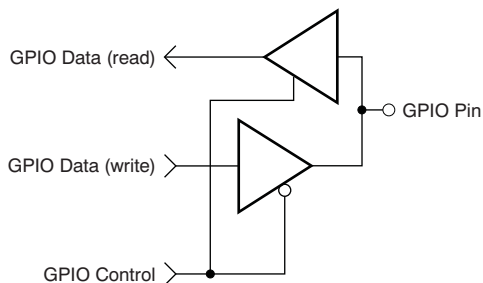 GPIO Data (read)
GPIO Pin
GPIO Data (write)
GPIO Control